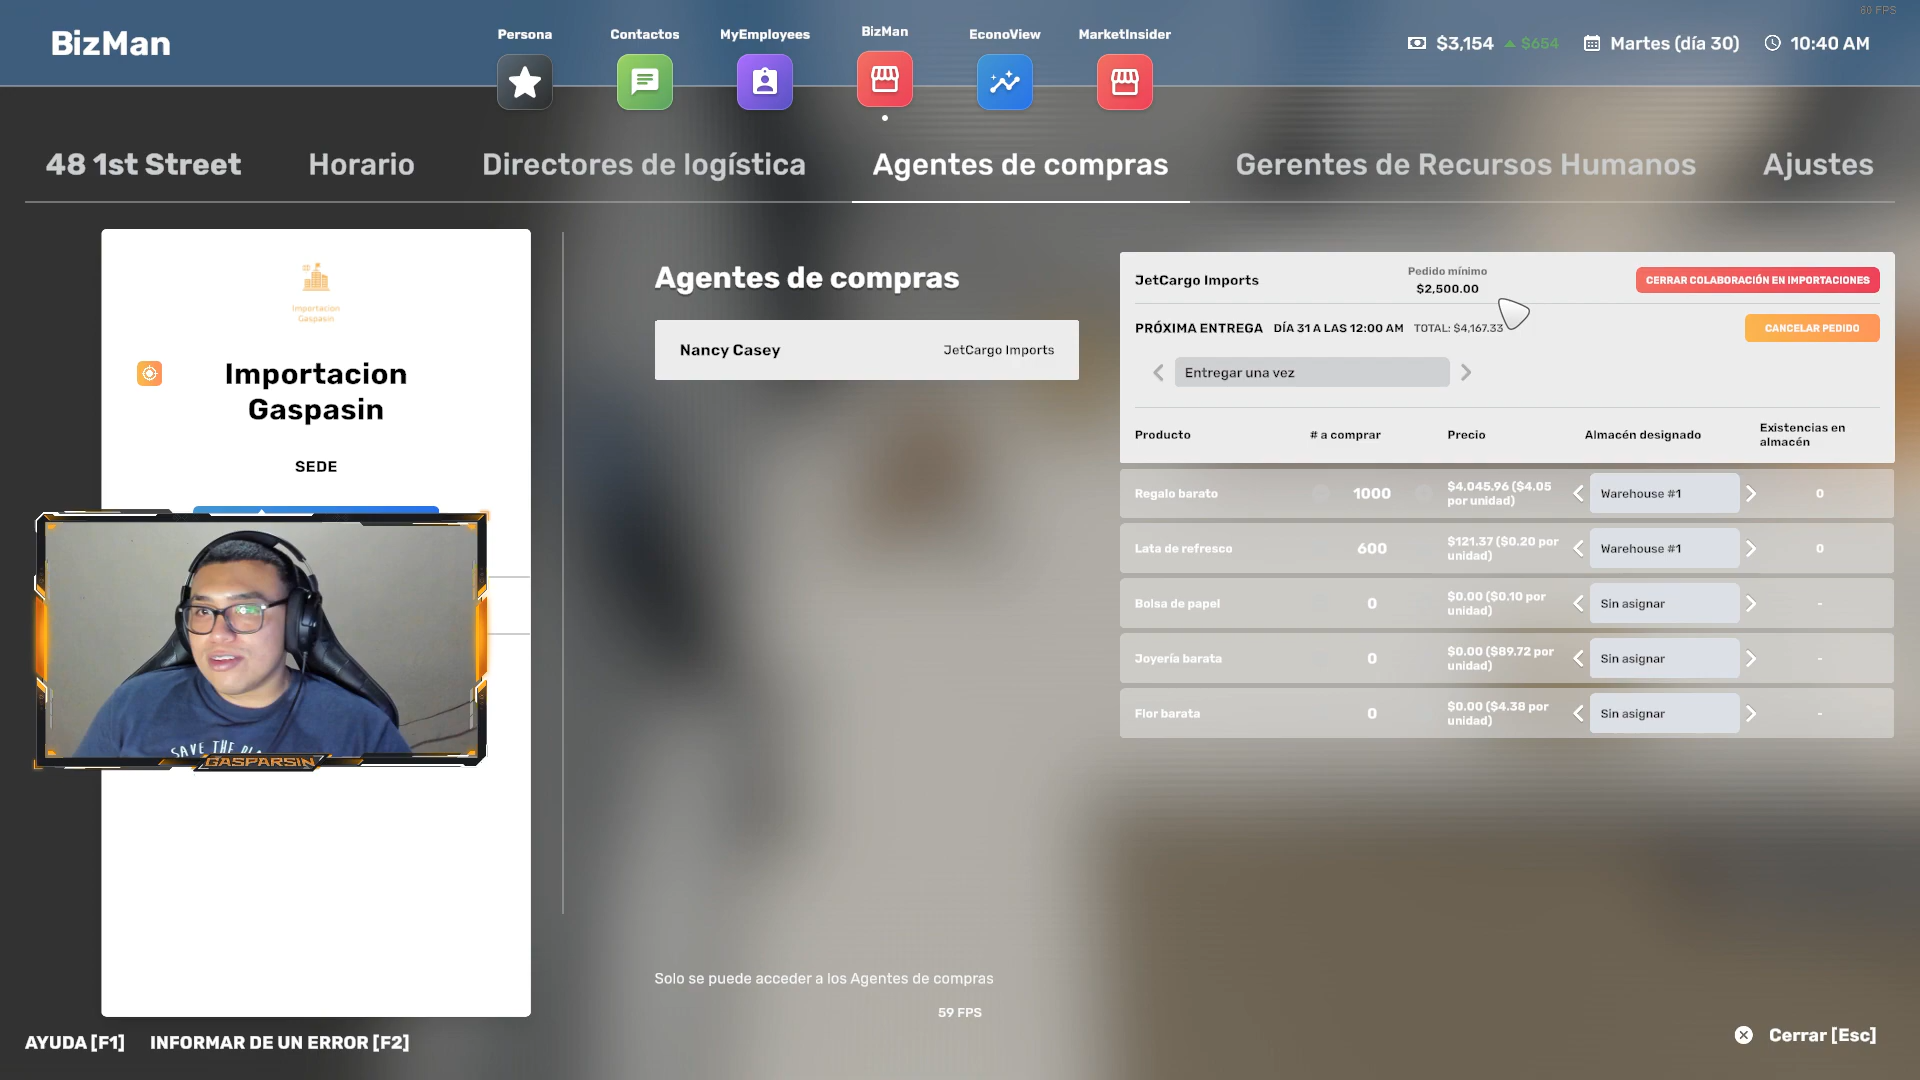 60 FPS
BizMan
Persona
Contactos
MyEmployees
BizMan
EconoView
MarketInsider
$3,154
$654
Martes (día 30)
10:40 AM
48 1st Street
Horario
Directores de logística
Agentes de compras
Gerentes de Recursos Humanos
Ajustes
Importacion
Gaspasin
Importacion
Gaspasin
SEDE
SAVE THE
GASPARSIN
Agentes de compras
Nancy Casey
JetCargo Imports
JetCargo Imports
Pedido mínimo
$2,500.00
CERRAR COLABORACIÓN EN IMPORTACIONES
PRÓXIMA ENTREGA DÍA 31 A LAS 12:00 AM TOTAL: $4,167.33
CANCELAR PEDIDO
Entregar una vez
Producto
# a comprar
Precio
Almacén designado
Existencias en
almacén
Regalo barato
1000
$4.045.96 ($4.05
por unidad)
Warehouse #1
0
Lata de refresco
600
$121.37 ($0.20 por
unidad)
Warehouse #1
0
Bolsa de papel
0
$0.00 ($0.10 por
unidad)
Sin asignar
-
Joyería barata
0
$0.00 ($89.72 por
unidad)
Sin asignar
-
Flor barata
0
$0.00 ($4.38 por
unidad)
Sin asignar
-
Solo se puede acceder a los Agentes de compras
59 FPS
AYUDA [F1]
INFORMAR DE UN ERROR [F2]
Cerrar [Esc]